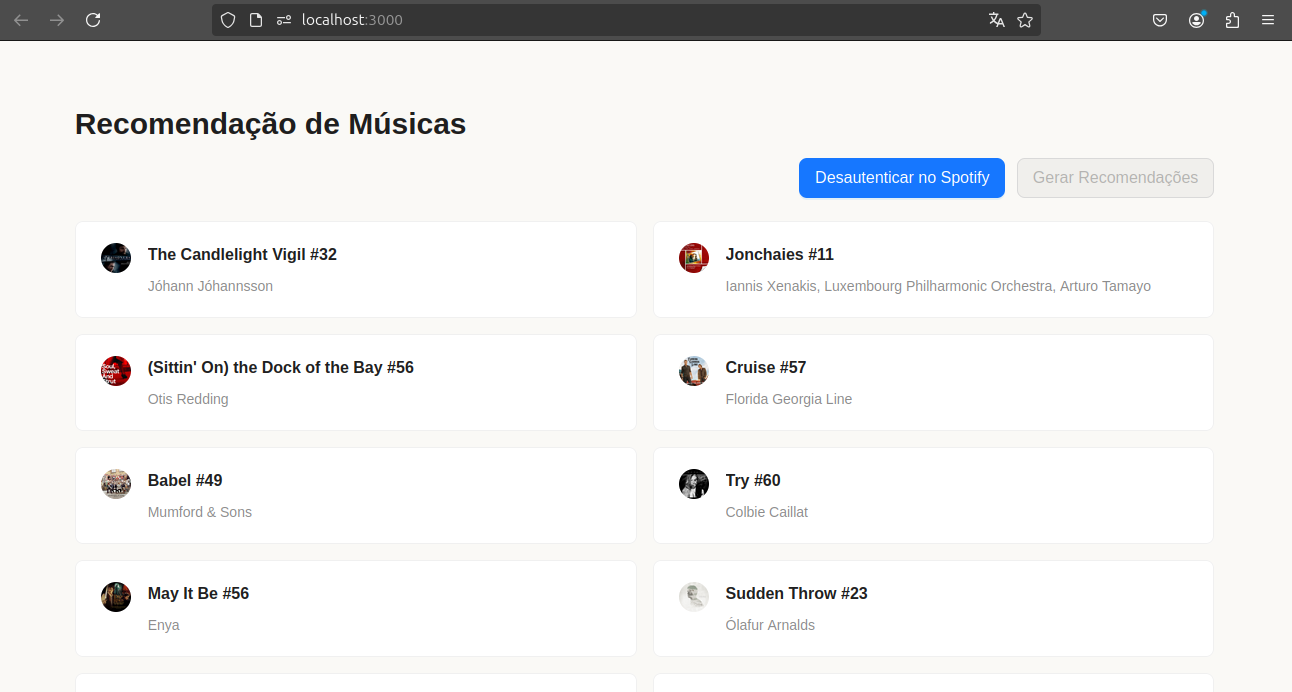 localhost:3000
Recomendação de Músicas
Desautenticar no Spotify
Gerar Recomendações
The Candlelight Vigil #32
Jóhann Jóhannsson
Jonchaies #11
Iannis Xenakis, Luxembourg Philharmonic Orchestra, Arturo Tamayo
(Sittin' On) the Dock of the Bay #56
Otis Redding
Cruise #57
Florida Georgia Line
Babel #49
Mumford & Sons
Try #60
Colbie Caillat
May It Be #56
Enya
Sudden Throw #23
Ólafur Arnalds